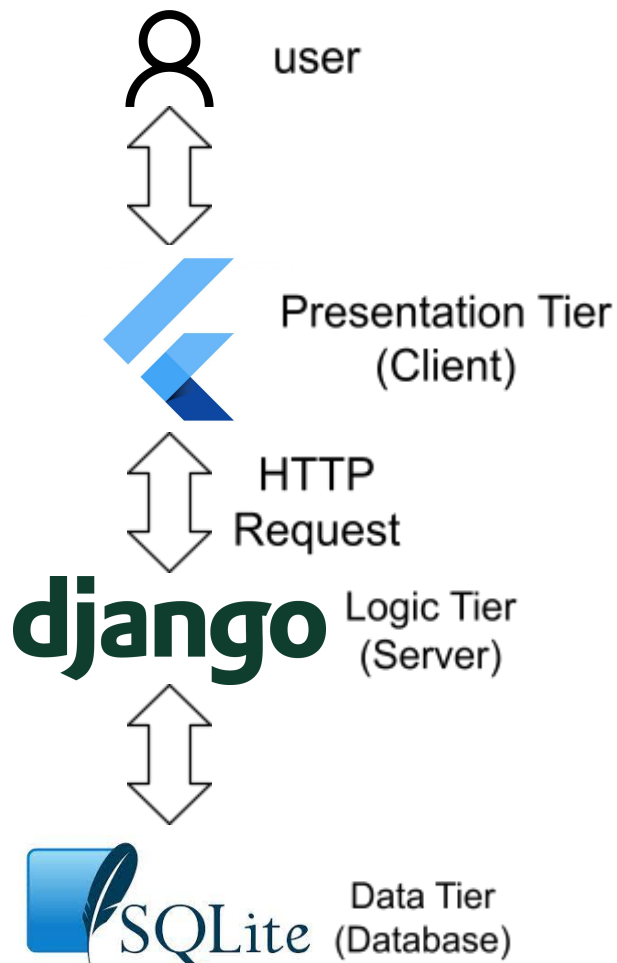 user
Presentation Tier
(Client)
HTTP
Request
django
Logic Tier
(Server)
SQLite
Data Tier
(Database)